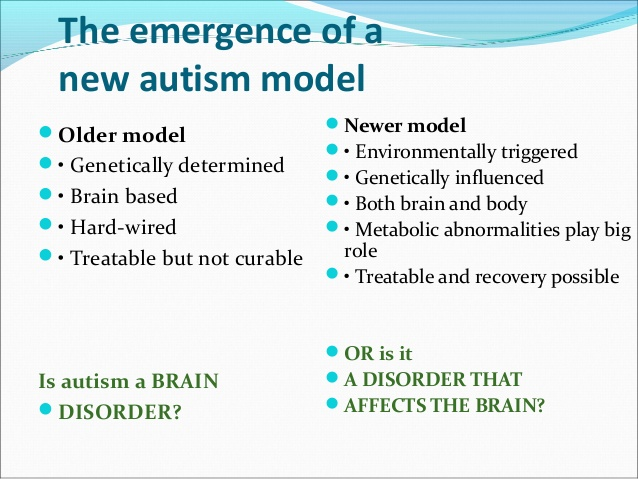 The emergence of a
new autism model
Older model
• Genetically determined
• Brain based
• Hard-wired
• Treatable but not curable
Is autism a BRAIN
DISORDER?
Newer model
• Environmentally triggered
• Genetically influenced
• Both brain and body
• Metabolic abnormalities play big
role
• Treatable and recovery possible
OR is it
A DISORDER THAT
AFFECTS THE BRAIN?